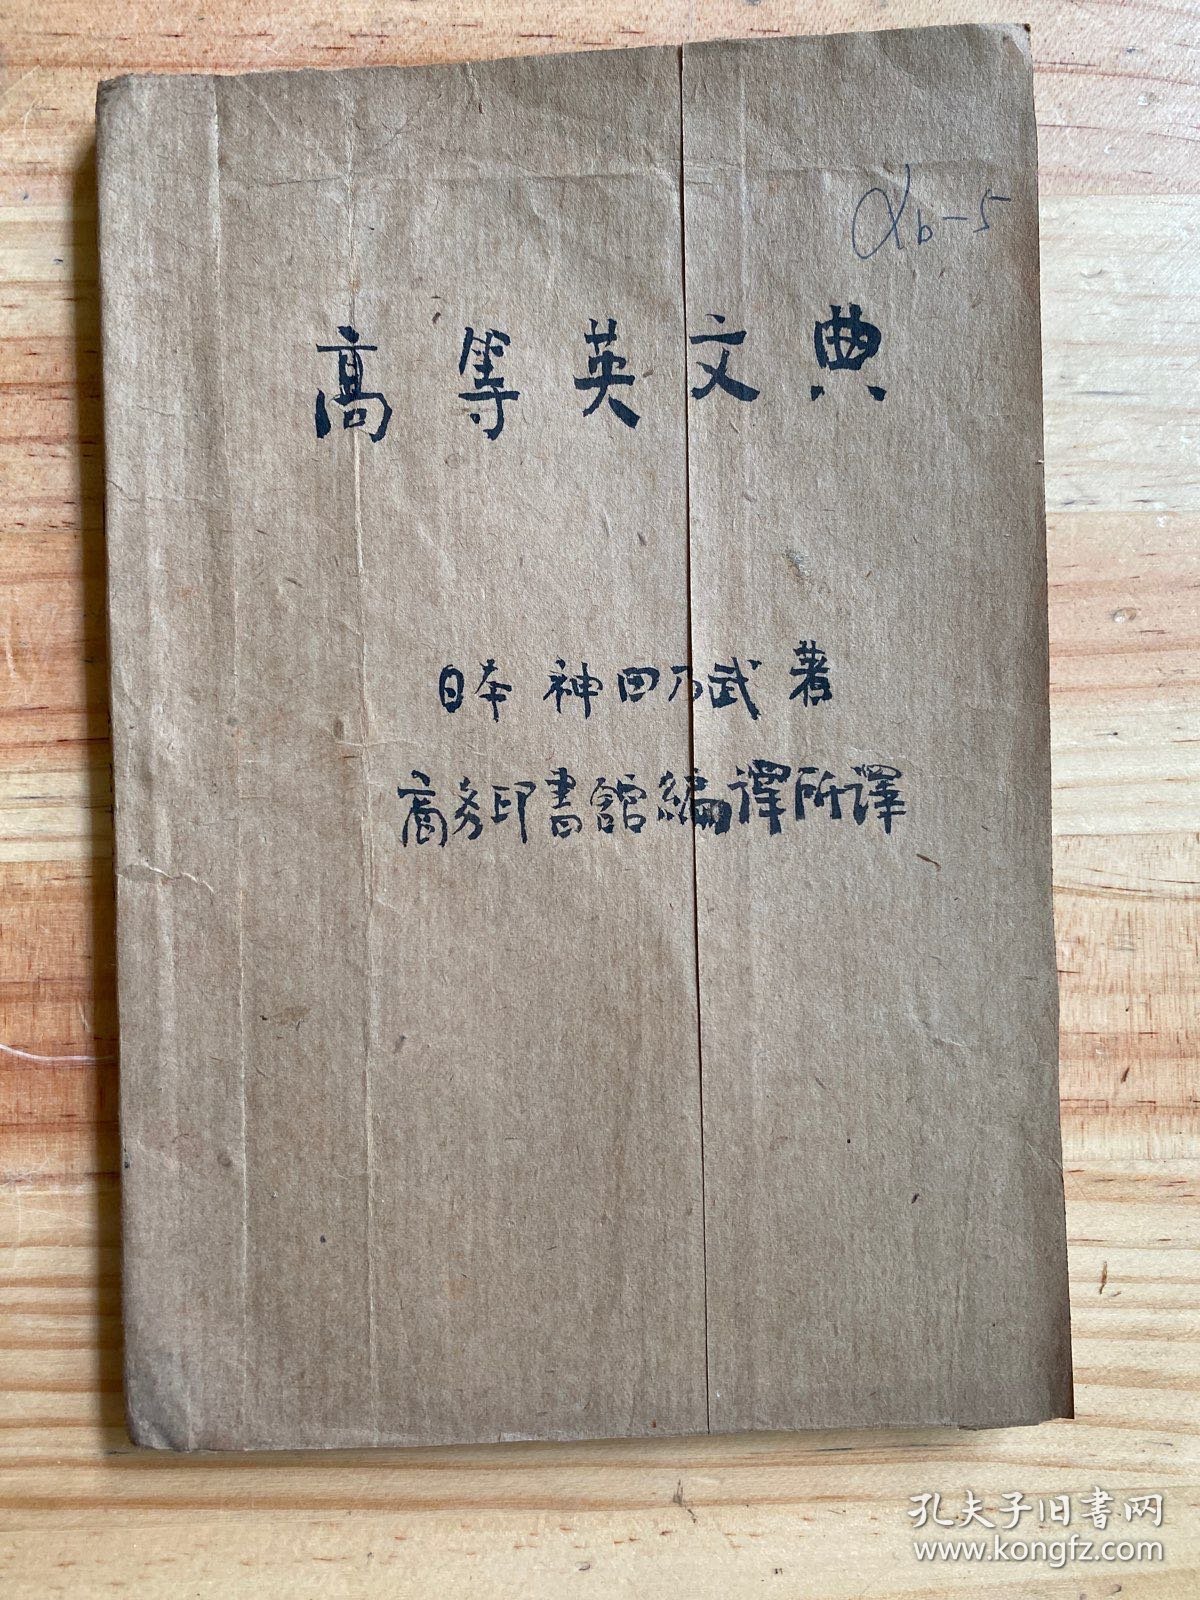 αb-5
高等英文典
日本 神田乃武 著
商务印書館編譯所譯
孔夫子旧书网
www.kongfz.com